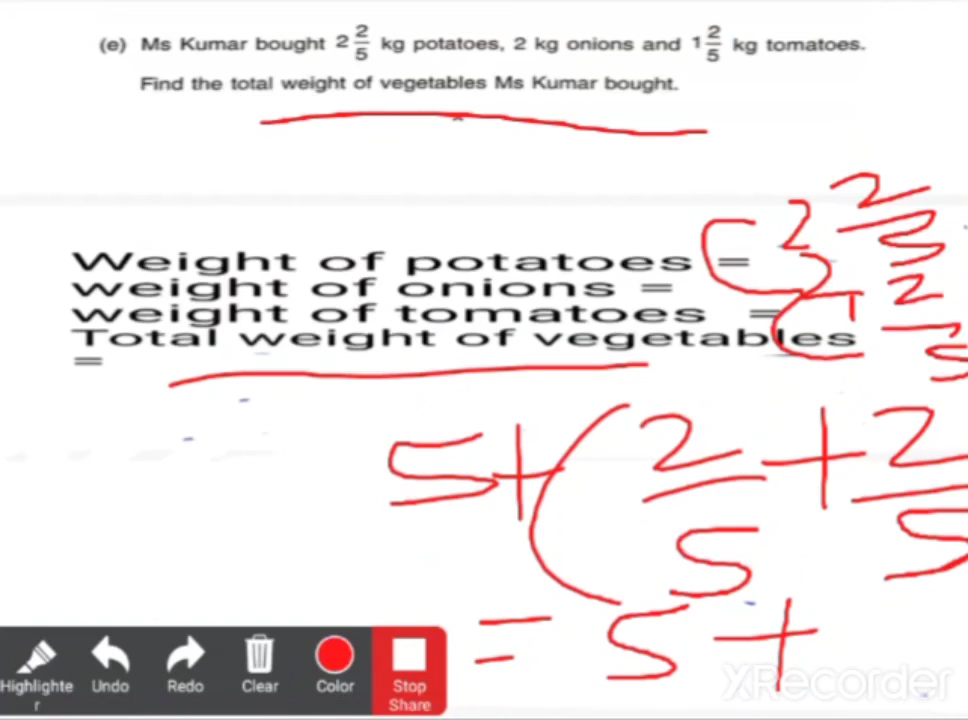 (e) Ms Kumar bought 2 2/5 kg potatoes, 2 kg onions and 1 2/5 kg tomatoes.
Find the total weight of vegetables Ms Kumar bought.
Weight of potatoes = 2 2/5
weight of onions = 2
weight of tomatoes = 1 2/5
Total weight of vegetables
=
5 + ( 2/5 + 2/5
= 5 +
Highlighter
Undo
Redo
Clear
Color
Stop Share
XRecorder